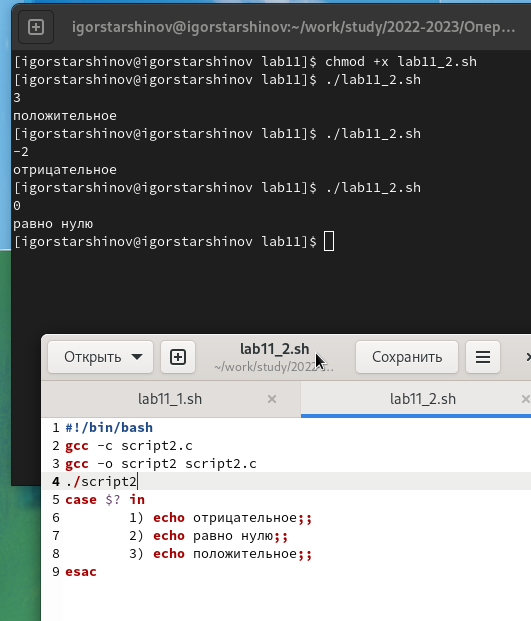 igorstarshinov@igorstarshinov:~/work/study/2022-2023/Опер...
[igorstarshinov@igorstarshinov lab11]$ chmod +x lab11_2.sh
[igorstarshinov@igorstarshinov lab11]$ ./lab11_2.sh
3
положительное
[igorstarshinov@igorstarshinov lab11]$ ./lab11_2.sh
-2
отрицательное
[igorstarshinov@igorstarshinov lab11]$ ./lab11_2.sh
0
равно нулю
[igorstarshinov@igorstarshinov lab11]$
Открыть lab11_2.sh Сохранить
~/work/study/2022-2...
lab11_1.sh × lab11_2.sh ×
1 #!/bin/bash
2 gcc -c script2.c
3 gcc -o script2 script2.c
4 ./script2
5 case $? in
6 1) echo отрицательное;;
7 2) echo равно нулю;;
8 3) echo положительное;;
9 esac